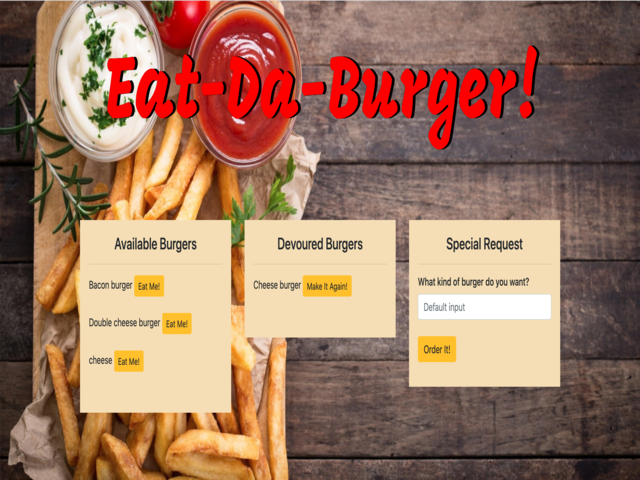 Eat-Da-Burger!
Available Burgers
Bacon burger Eat Me!
Double cheese burger Eat Me!
cheese Eat Me!
Devoured Burgers
Cheese burger Make It Again!
Special Request
What kind of burger do you want?
Default input
Order It!